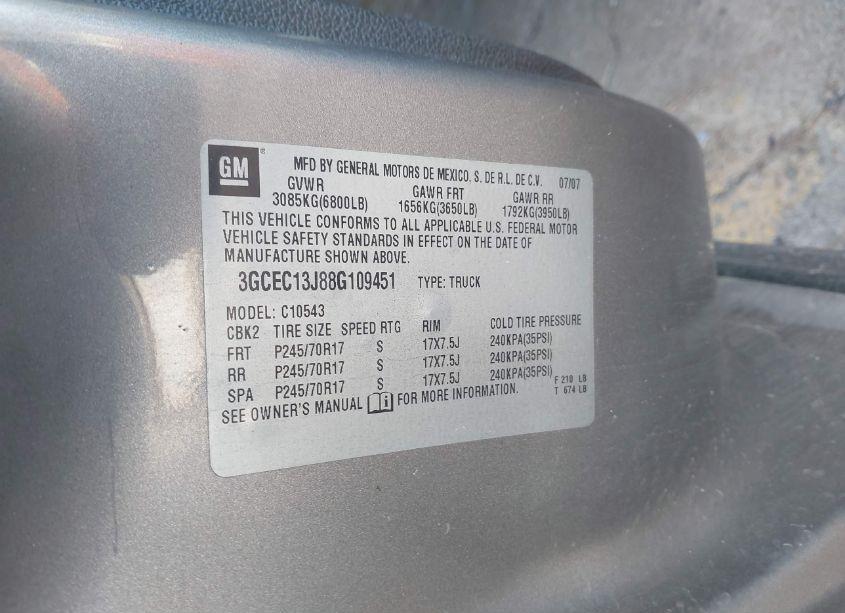 GM ® MFD BY GENERAL MOTORS DE MEXICO. S. DE R.L. DE C.V. 07/07
GVWR GAWR FRT GAWR RR
3085KG(6800LB) 1656KG(3650LB) 1792KG(3950LB)
THIS VEHICLE CONFORMS TO ALL APPLICABLE U.S. FEDERAL MOTOR
VEHICLE SAFETY STANDARDS IN EFFECT ON THE DATE OF
MANUFACTURE SHOWN ABOVE.
3GCEC13J88G109451 TYPE: TRUCK
MODEL: C10543
CBK2 TIRE SIZE SPEED RTG RIM COLD TIRE PRESSURE
FRT P245/70R17 S 17X7.5J 240KPA(35PSI)
RR P245/70R17 S 17X7.5J 240KPA(35PSI)
SPA P245/70R17 S 17X7.5J 240KPA(35PSI)
F 210 LB
SEE OWNER'S MANUAL FOR MORE INFORMATION. T 674 LB